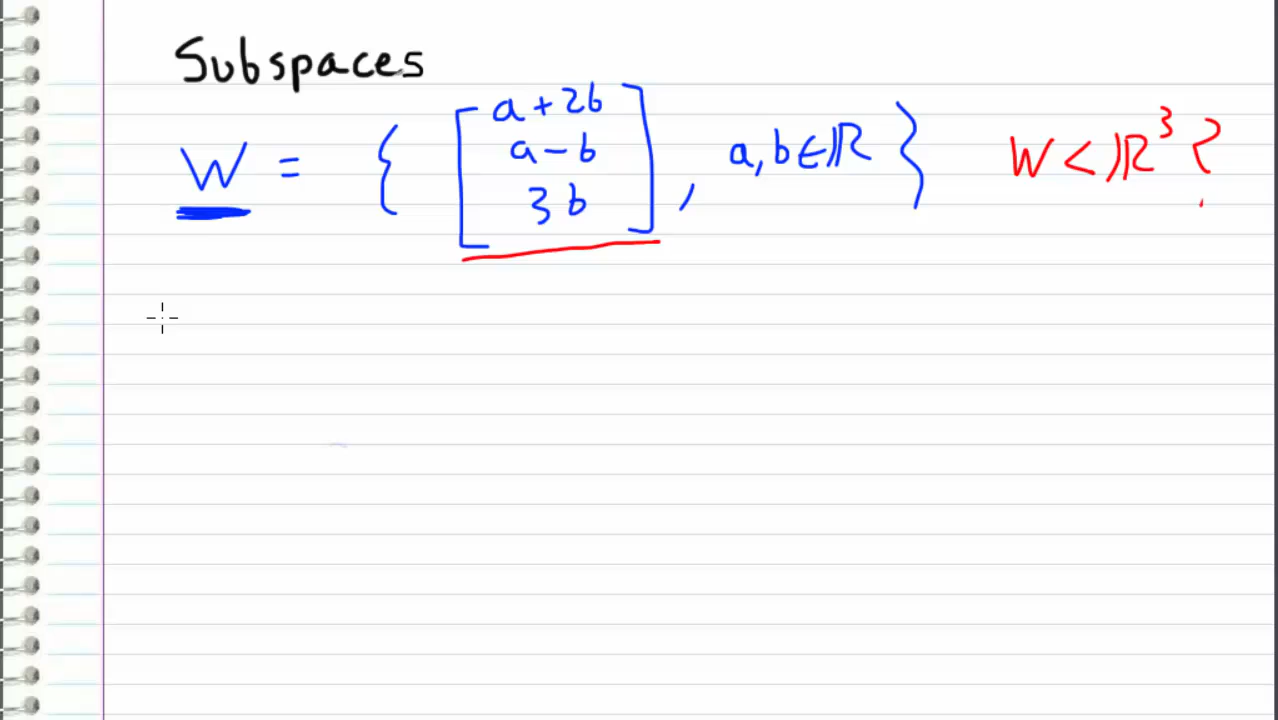 Subspaces
W = { [ a + 2b
a - b
3b ] , a, b ∈ ℝ } W < ℝ³ ?